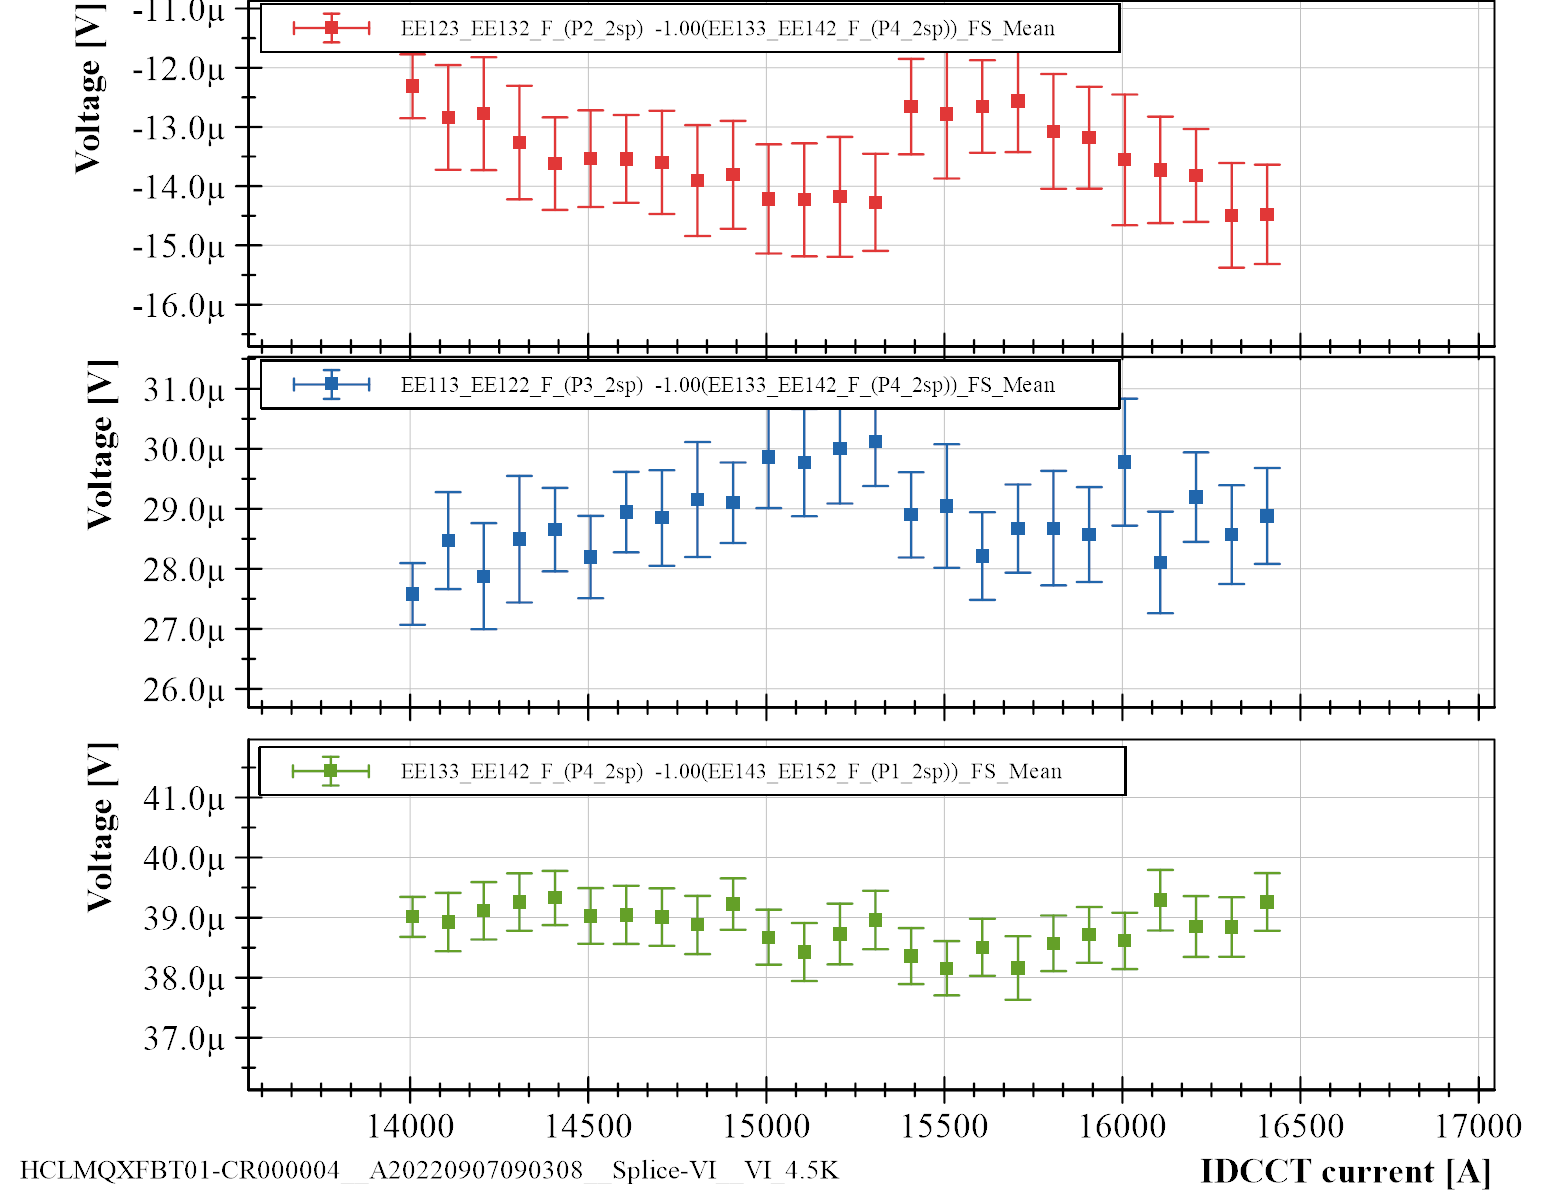 Voltage [V]
-11.0μ
-12.0μ
-13.0μ
-14.0μ
-15.0μ
-16.0μ
EE123_EE132_F_(P2_2sp) -1.00(EE133_EE142_F_(P4_2sp))_FS_Mean
Voltage [V]
31.0μ
30.0μ
29.0μ
28.0μ
27.0μ
26.0μ
EE113_EE122_F_(P3_2sp) -1.00(EE133_EE142_F_(P4_2sp))_FS_Mean
Voltage [V]
41.0μ
40.0μ
39.0μ
38.0μ
37.0μ
EE133_EE142_F_(P4_2sp) -1.00(EE143_EE152_F_(P1_2sp))_FS_Mean
14000 14500 15000 15500 16000 16500 17000
HCLMQXFBT01-CR000004__A20220907090308__Splice-VI__VI_4.5K
IDCCT current [A]